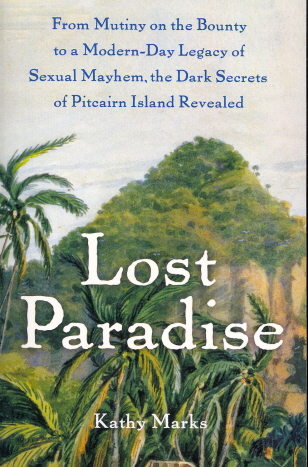 From Mutiny on the Bounty
to a Modern-Day Legacy of
Sexual Mayhem, the Dark Secrets
of Pitcairn Island Revealed
Lost
Paradise
Kathy Marks